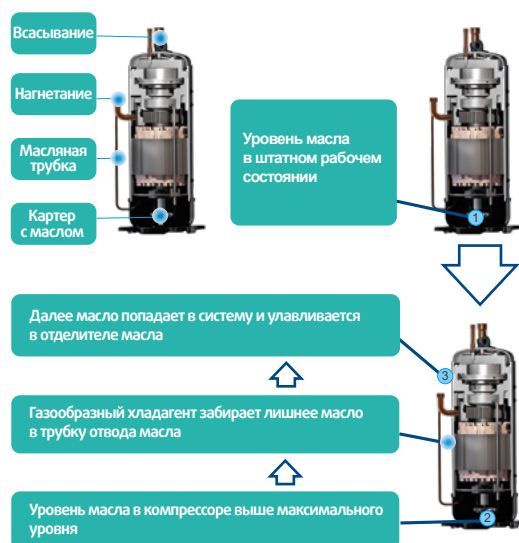 Всасывание
Нагнетание
Масляная
трубка
Картер
с маслом
Уровень масла
в штатном рабочем
состоянии
1
Далее масло попадает в систему и улавливается
в отделителе масла
3
Газообразный хладагент забирает лишнее масло
в трубку отвода масла
Уровень масла в компрессоре выше максимального
уровня
2